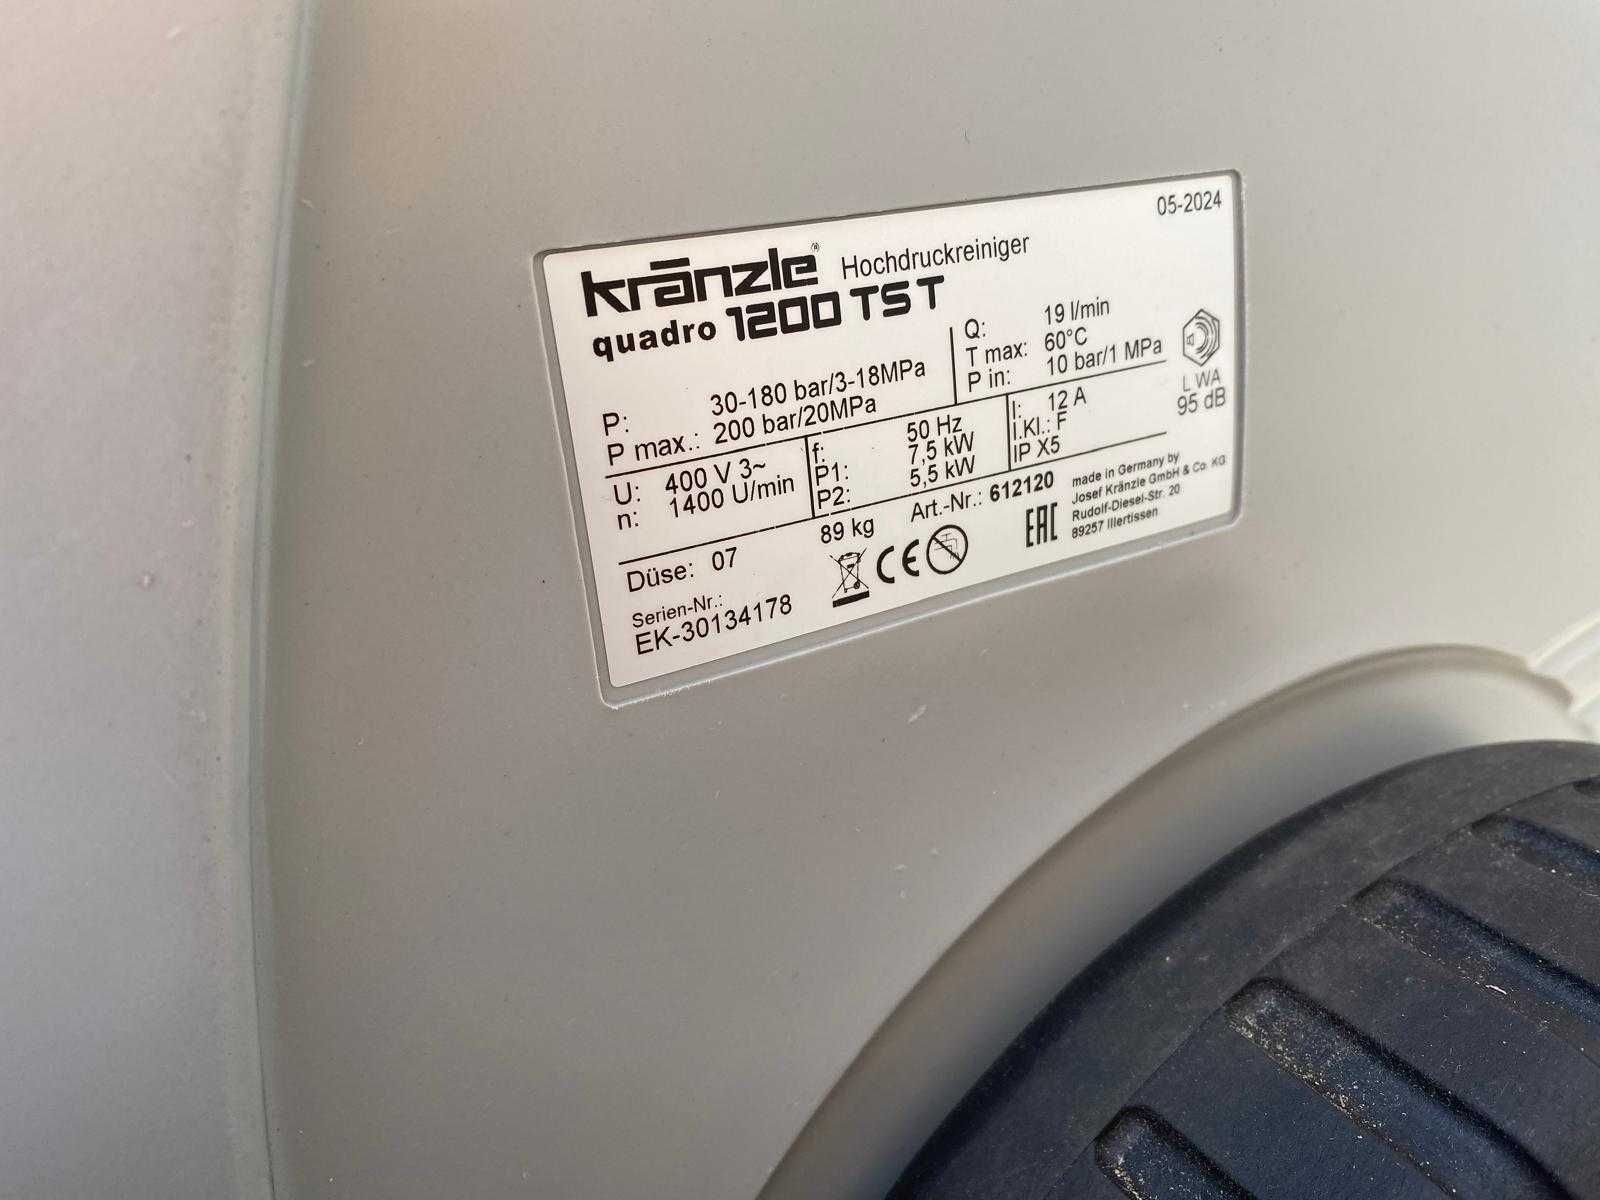 05-2024
kränzle® Hochdruckreiniger
quadro 1200 TS T
P: 30-180 bar/3-18MPa
P max.: 200 bar/20MPa
Q: 19 l/min
T max: 60°C
P in: 10 bar/1 MPa
L WA
95 dB
U: 400 V 3~
n: 1400 U/min
f: 50 Hz
P1: 7,5 kW
P2: 5,5 kW
I: 12 A
I.Kl.: F
IP X5
Düse: 07
89 kg
Art.-Nr.: 612120
made in Germany by
Josef Kränzle GmbH & Co. KG
Rudolf-Diesel-Str. 20
89257 Illertissen
Serien-Nr.:
EK-30134178
CE
EAC